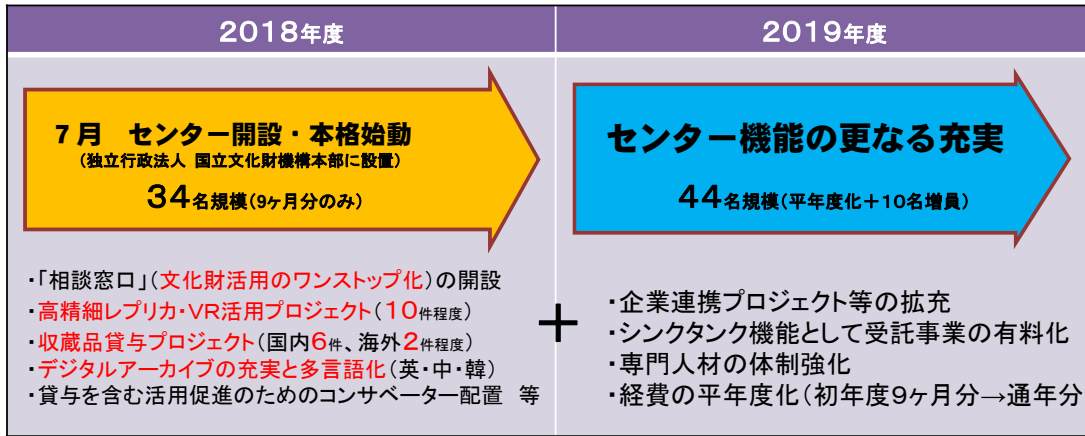 2018年度
2019年度
7月 センター開設・本格始動
(独立行政法人 国立文化財機構本部に設置)
34名規模(9ヶ月分のみ)
センター機能の更なる充実
44名規模(平年度化+10名増員)
・「相談窓口」(文化財活用のワンストップ化)の開設
・高精細レプリカ・VR活用プロジェクト(10件程度)
・収蔵品貸与プロジェクト(国内6件、海外2件程度)
・デジタルアーカイブの充実と多言語化(英・中・韓)
・貸与を含む活用促進のためのコンサベーター配置 等
+
・企業連携プロジェクト等の拡充
・シンクタンク機能として受託事業の有料化
・専門人材の体制強化
・経費の平年度化(初年度9ヶ月分→通年分